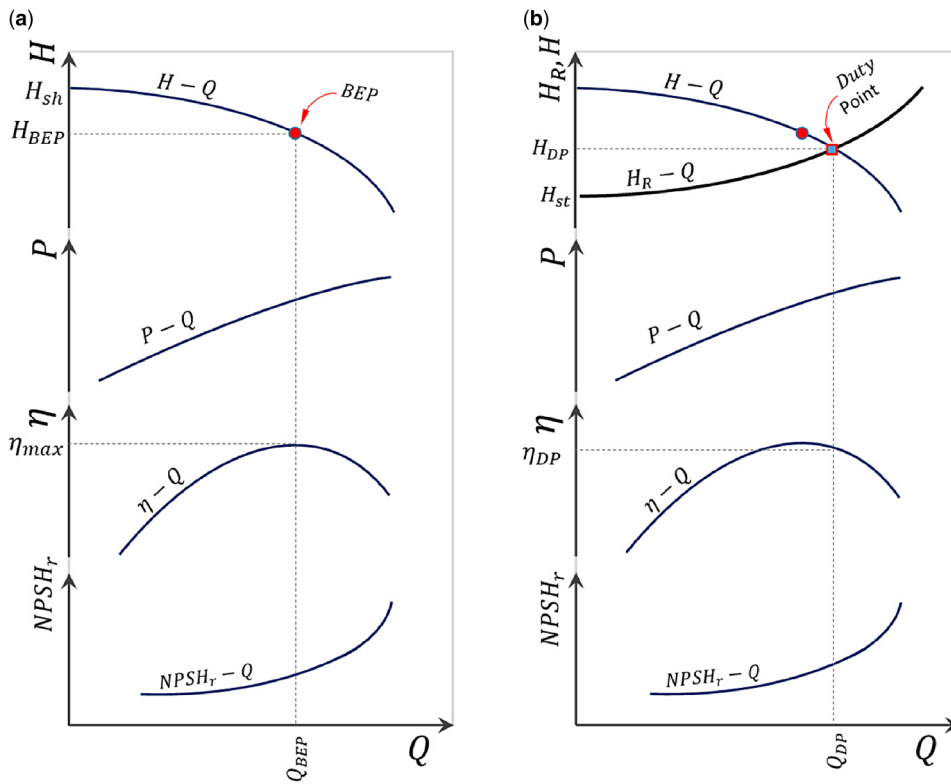 (a)
H
H_sh
H – Q
BEP
H_BEP
P
P – Q
η
η_max
η – Q
NPSH_r
NPSH_r – Q
Q_BEP
Q
(b)
H_R, H
H – Q
Duty
Point
H_DP
H_R – Q
H_st
P
P – Q
η
η_DP
η – Q
NPSH_r
NPSH_r – Q
Q_DP
Q